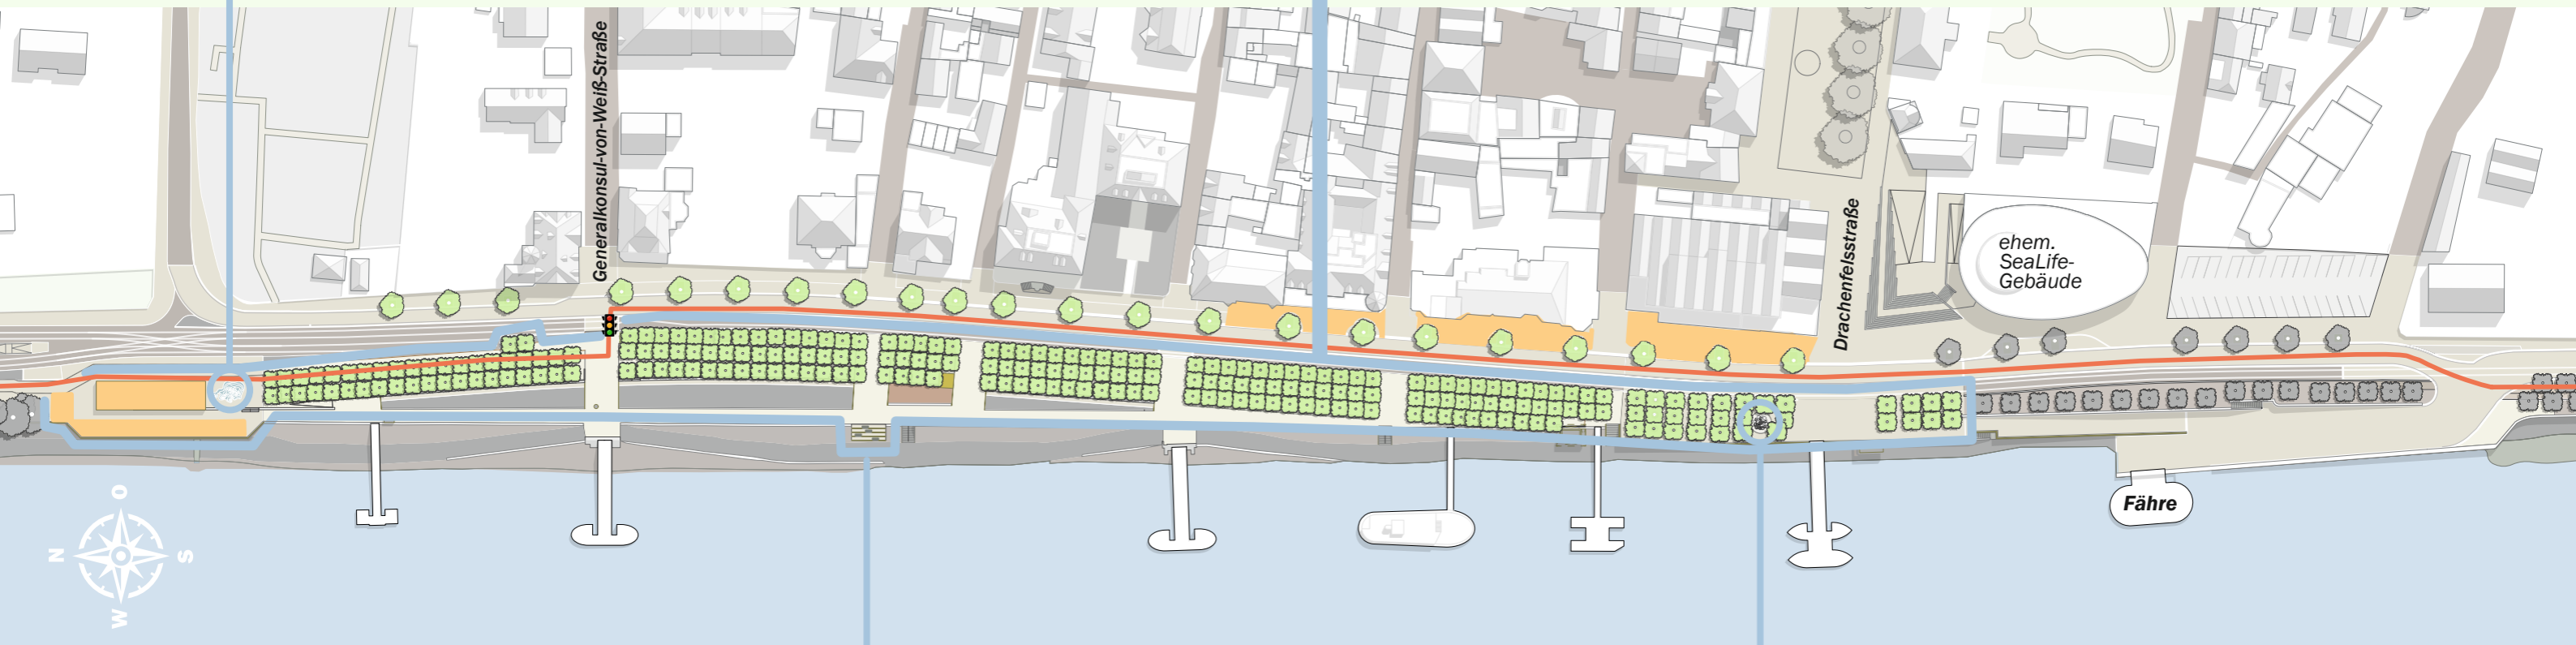 Generalkonsul-von-Weiß-Straße
Drachenfelsstraße
ehem.
SeaLife-
Gebäude
Fähre
O
N
S
W